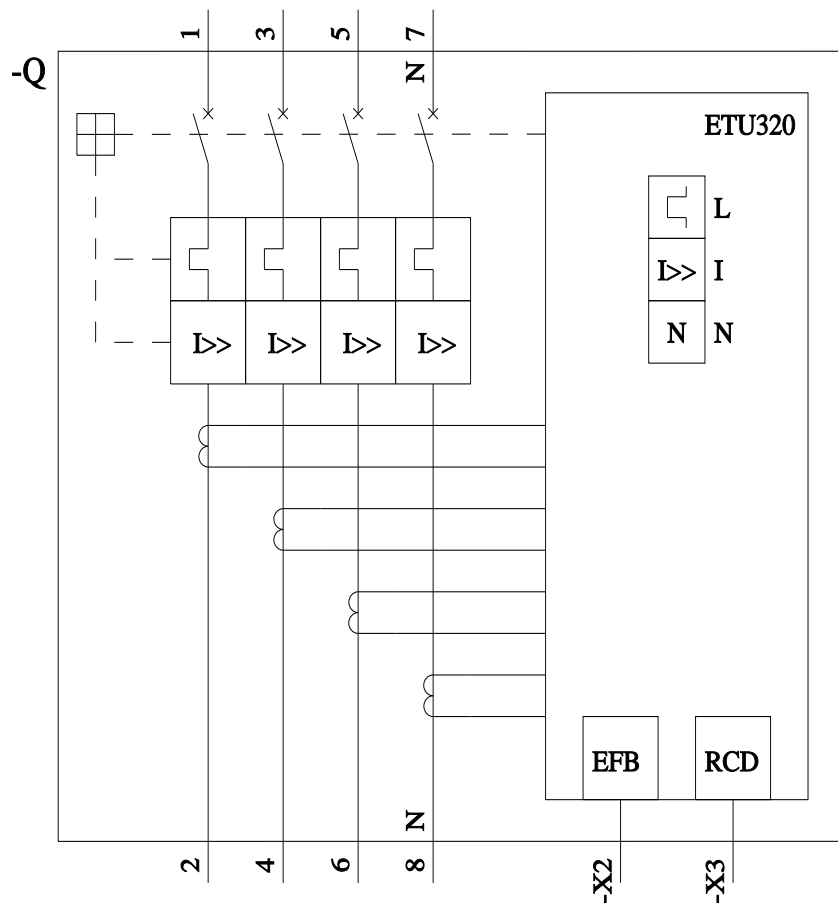 1 3 5 7
-Q
N
ETU320
L
I>> I
N N
I>> I>> I>> I>>
EFB RCD
N
2 4 6 8
-X2 -X3